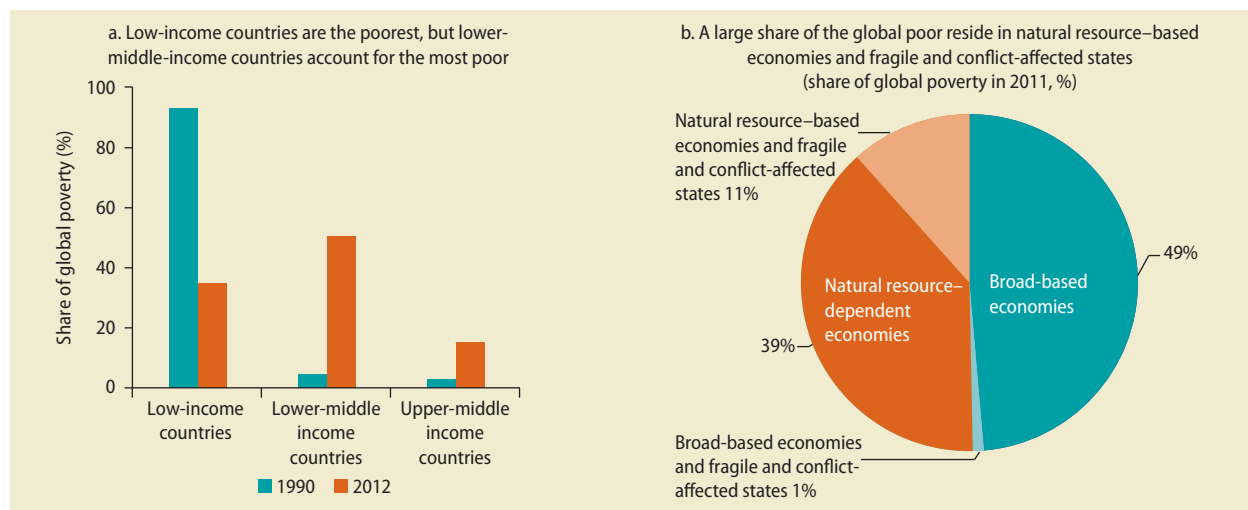 a. Low-income countries are the poorest, but lower-
middle-income countries account for the most poor
100
80
60
40
20
0
Share of global poverty (%)
Low-income
countries
Lower-middle
income
countries
Upper-middle
income
countries
1990
2012
b. A large share of the global poor reside in natural resource–based
economies and fragile and conflict-affected states
(share of global poverty in 2011, %)
Natural resource–based
economies and fragile
and conflict-affected
states 11%
49%
Broad-based
economies
Natural resource–
dependent
economies
39%
Broad-based economies
and fragile and conflict-
affected states 1%